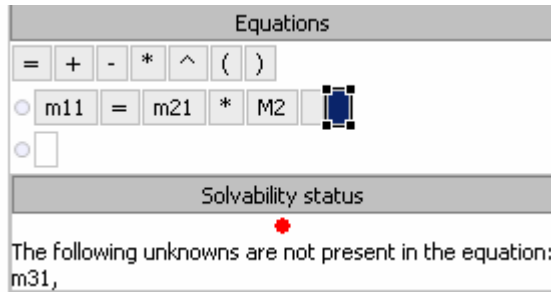 Equations
= + - * ^ ( )
m11 = m21 * M2
Solvability status
The following unknowns are not present in the equation:
m31,